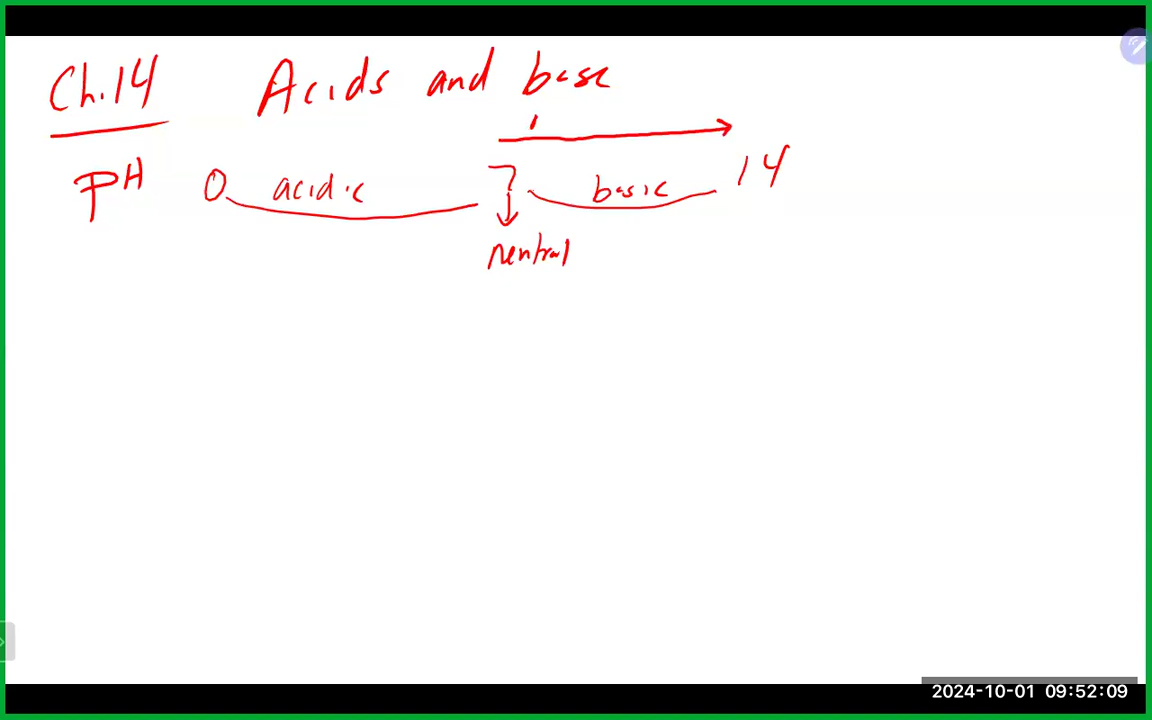 Ch.14 Acids and base
PH 0 acidic 7 basic 14
neutral
2024-10-01 09:52:09